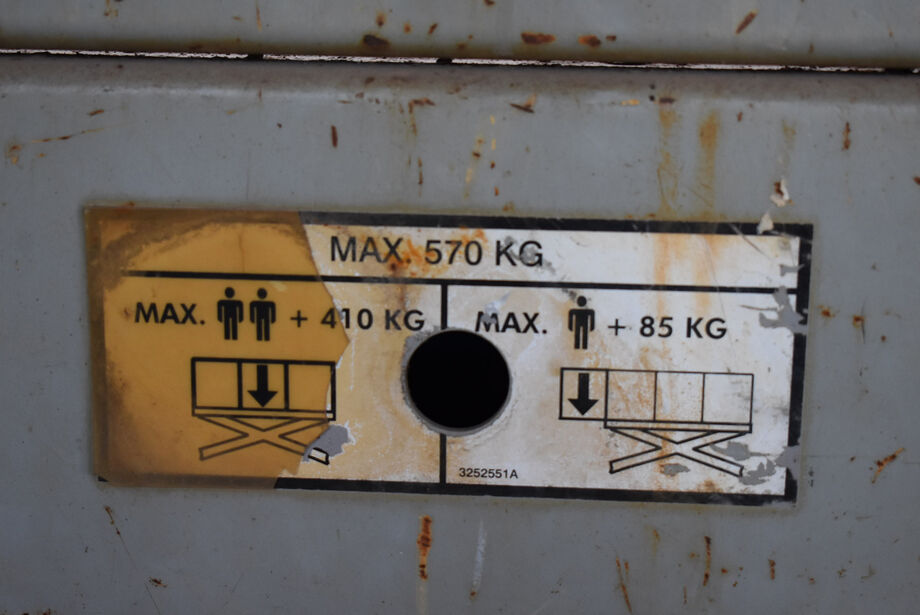 MAX. 570 KG
MAX. + 410 KG
MAX. + 85 KG
3252551A